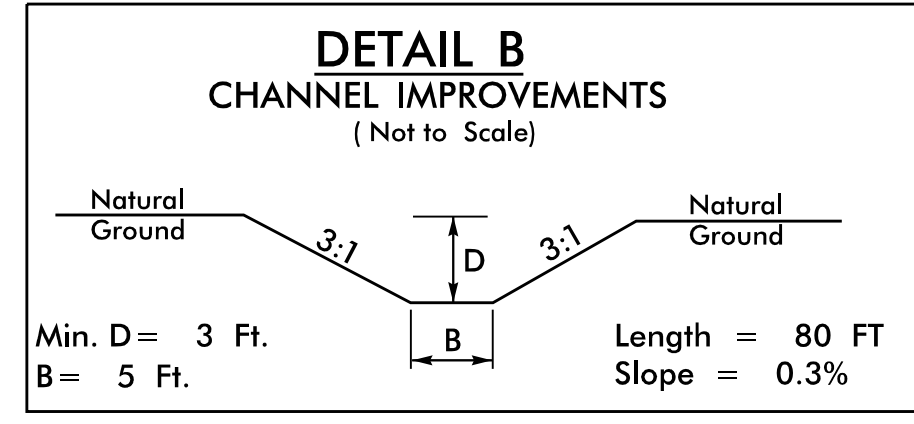 DETAIL B
CHANNEL IMPROVEMENTS
( Not to Scale)
Natural
Ground
3:1
D
3:1
Natural
Ground
Min. D= 3 Ft.
B= 5 Ft.
B
Length = 80 FT
Slope = 0.3%